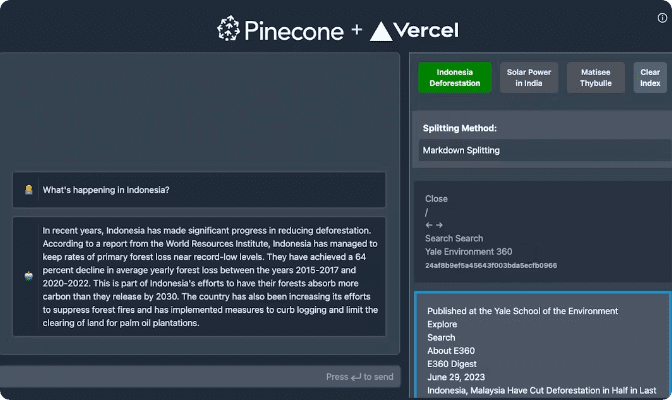 Pinecone + Vercel
What's happening in Indonesia?
In recent years, Indonesia has made significant progress in reducing deforestation.
According to a report from the World Resources Institute, Indonesia has managed to
keep rates of primary forest loss near record-low levels. They have achieved a 64
percent decline in average yearly forest loss between the years 2015-2017 and
2020-2022. This is part of Indonesia's efforts to have their forests absorb more
carbon than they release by 2030. The country has also been increasing its efforts
to suppress forest fires and has implemented measures to curb logging and limit the
clearing of land for palm oil plantations.
Press ↵ to send
Indonesia
Deforestation
Solar Power
in India
Matisee
Thybulle
Clear
Index
Splitting Method:
Markdown Splitting
Close
/
← →
Search Search
Yale Environment 360
24af8b9ef5a45643f003bda5ecfb0966
Published at the Yale School of the Environment
Explore
Search
About E360
E360 Digest
June 29, 2023
Indonesia, Malaysia Have Cut Deforestation in Half in Last